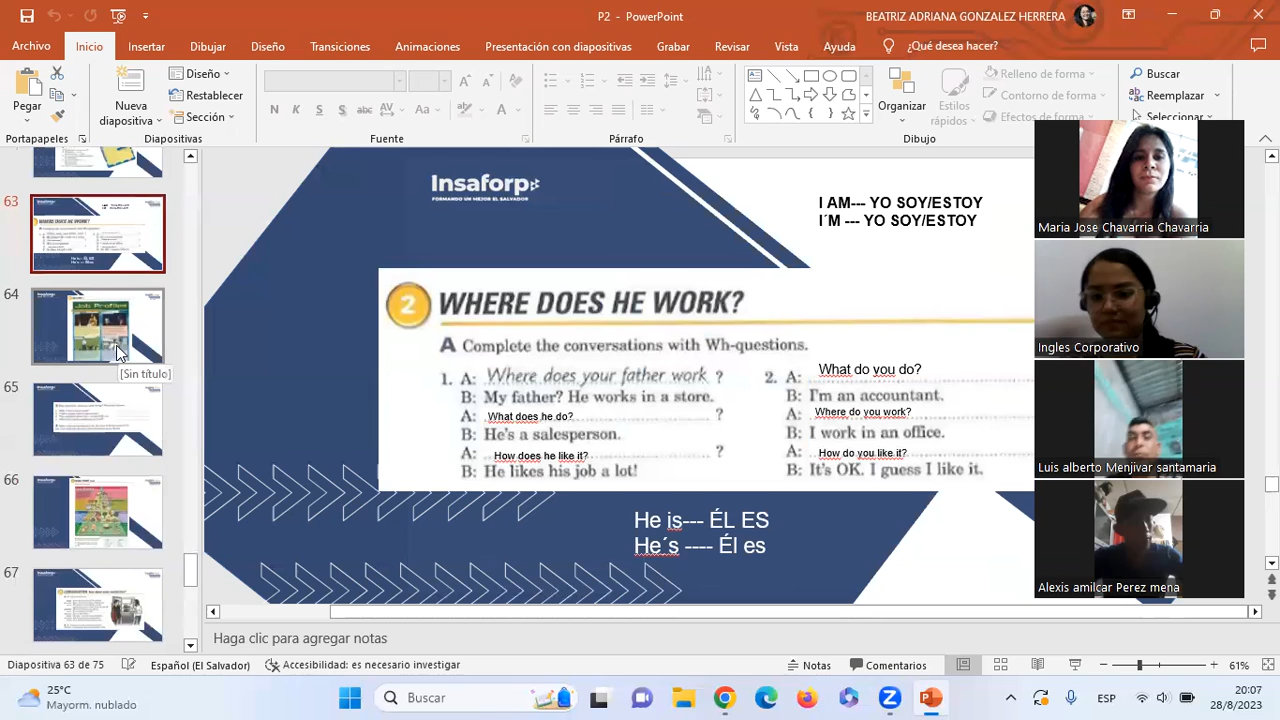 P2 - PowerPoint
BEATRIZ ADRIANA GONZALEZ HERRERA
Archivo
Inicio
Insertar
Dibujar
Diseño
Transiciones
Animaciones
Presentación con diapositivas
Grabar
Revisar
Vista
Ayuda
¿Qué desea hacer?
Pegar
Nueva
diapositiva
Diseño
Restablecer
Sección
N K S S abc AV Aa
Organizar
Estilos
rápidos
Relleno de forma
Contorno de forma
Efectos de forma
Buscar
Reemplazar
Seleccionar
Portapapeles
Diapositivas
Fuente
Párrafo
Dibujo
63
64
[Sin título]
65
66
67
Insaforp
FORMANDO UN MEJOR EL SALVADOR
I AM--- YO SOY/ESTOY
I´M --- YO SOY/ESTOY
2 WHERE DOES HE WORK?
A Complete the conversations with Wh-questions.
1. A: Where does your father work ?
B: My father? He works in a store.
A: What does he do? ?
B: He's a salesperson.
A: How does he like it? ?
B: He likes his job a lot!
2. A: What do you do?
B: I'm an accountant.
A: Where do you work?
B: I work in an office.
A: How do you like it?
B: It's OK. I guess I like it.
He is--- ÉL ES
He´s ---- Él es
Maria Jose Chavarria Chavarria
Ingles Corporativo
Luis alberto Menjivar santamaria
Alexis amilcar Perez mena
Haga clic para agregar notas
Diapositiva 63 de 75
Español (El Salvador)
Accesibilidad: es necesario investigar
Notas
Comentarios
61%
25°C
Mayorm. nublado
Buscar
ESP
20:07
28/8/2023